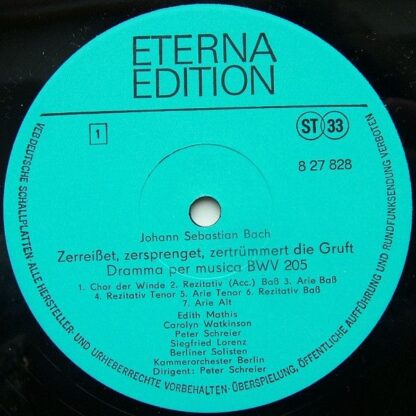 ETERNA
EDITION
1
ST 33
8 27 828
Johann Sebastian Bach
Zerreißet, zersprenget, zertrümmert die Gruft
Dramma per musica BWV 205
1. Chor der Winde 2. Rezitativ (Acc.) Baß 3. Arie Baß
4. Rezitativ Tenor 5. Arie Tenor 6. Rezitativ Baß
7. Arie Alt
Edith Mathis
Carolyn Watkinson
Peter Schreier
Siegfried Lorenz
Berliner Solisten
Kammerorchester Berlin
Dirigent: Peter Schreier
VEB DEUTSCHE SCHALLPLATTEN · ALLE HERSTELLER- UND URHEBERRECHTE VORBEHALTEN · ÜBERSPIELUNG, ÖFFENTLICHE AUFFÜHRUNG UND RUNDFUNKSENDUNG VERBOTEN